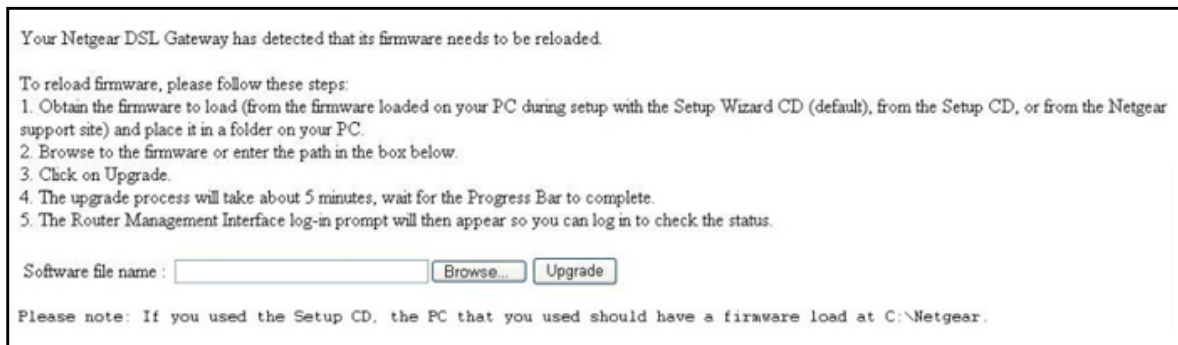 Your Netgear DSL Gateway has detected that its firmware needs to be reloaded.
To reload firmware, please follow these steps:
1. Obtain the firmware to load (from the firmware loaded on your PC during setup with the Setup Wizard CD (default), from the Setup CD, or from the Netgear
support site) and place it in a folder on your PC.
2. Browse to the firmware or enter the path in the box below.
3. Click on Upgrade.
4. The upgrade process will take about 5 minutes, wait for the Progress Bar to complete.
5. The Router Management Interface log-in prompt will then appear so you can log in to check the status.
Software file name : Browse... Upgrade
Please note: If you used the Setup CD, the PC that you used should have a firmware load at C:\Netgear.